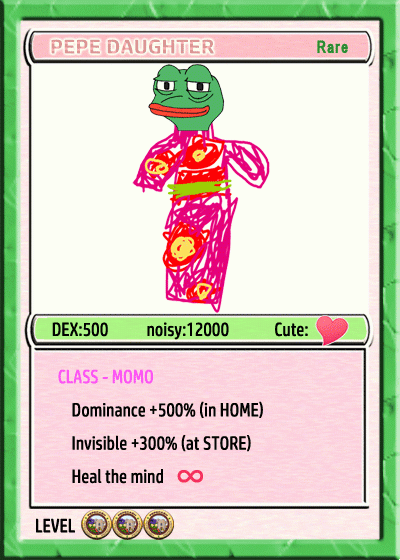 PEPE DAUGHTER Rare
DEX:500 noisy:12000 Cute:
CLASS - MOMO
Dominance +500% (in HOME)
Invisible +300% (at STORE)
Heal the mind ∞
LEVEL